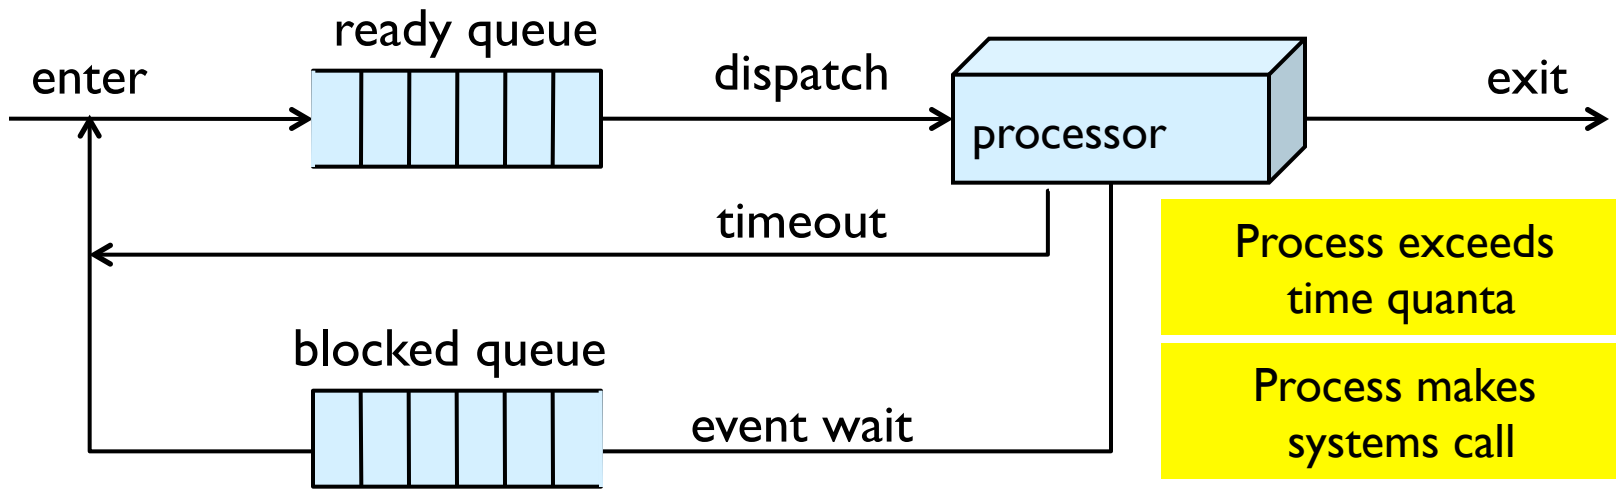 ready queue
enter
dispatch
exit
processor
timeout
Process exceeds
time quanta
blocked queue
event wait
Process makes
systems call